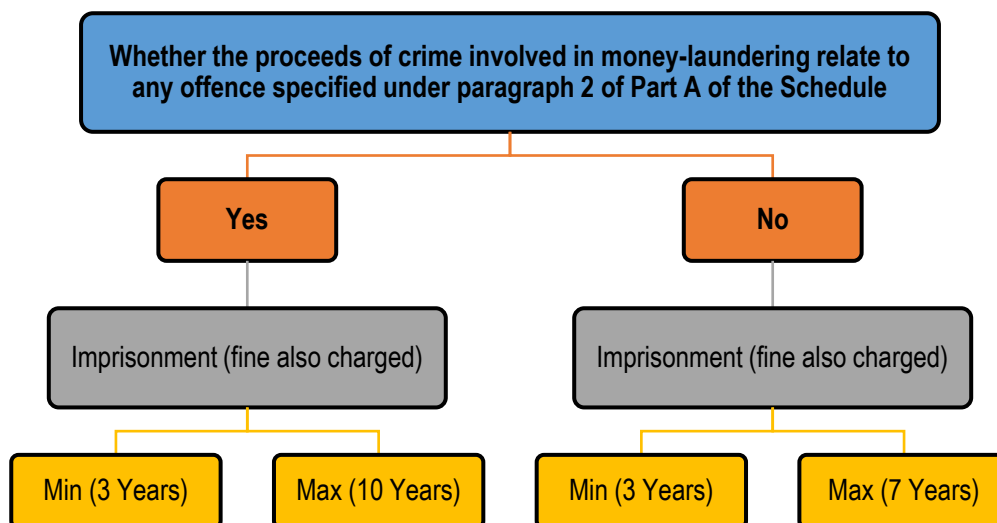 Whether the proceeds of crime involved in money-laundering relate to
any offence specified under paragraph 2 of Part A of the Schedule
Yes
No
Imprisonment (fine also charged)
Imprisonment (fine also charged)
Min (3 Years)
Max (10 Years)
Min (3 Years)
Max (7 Years)